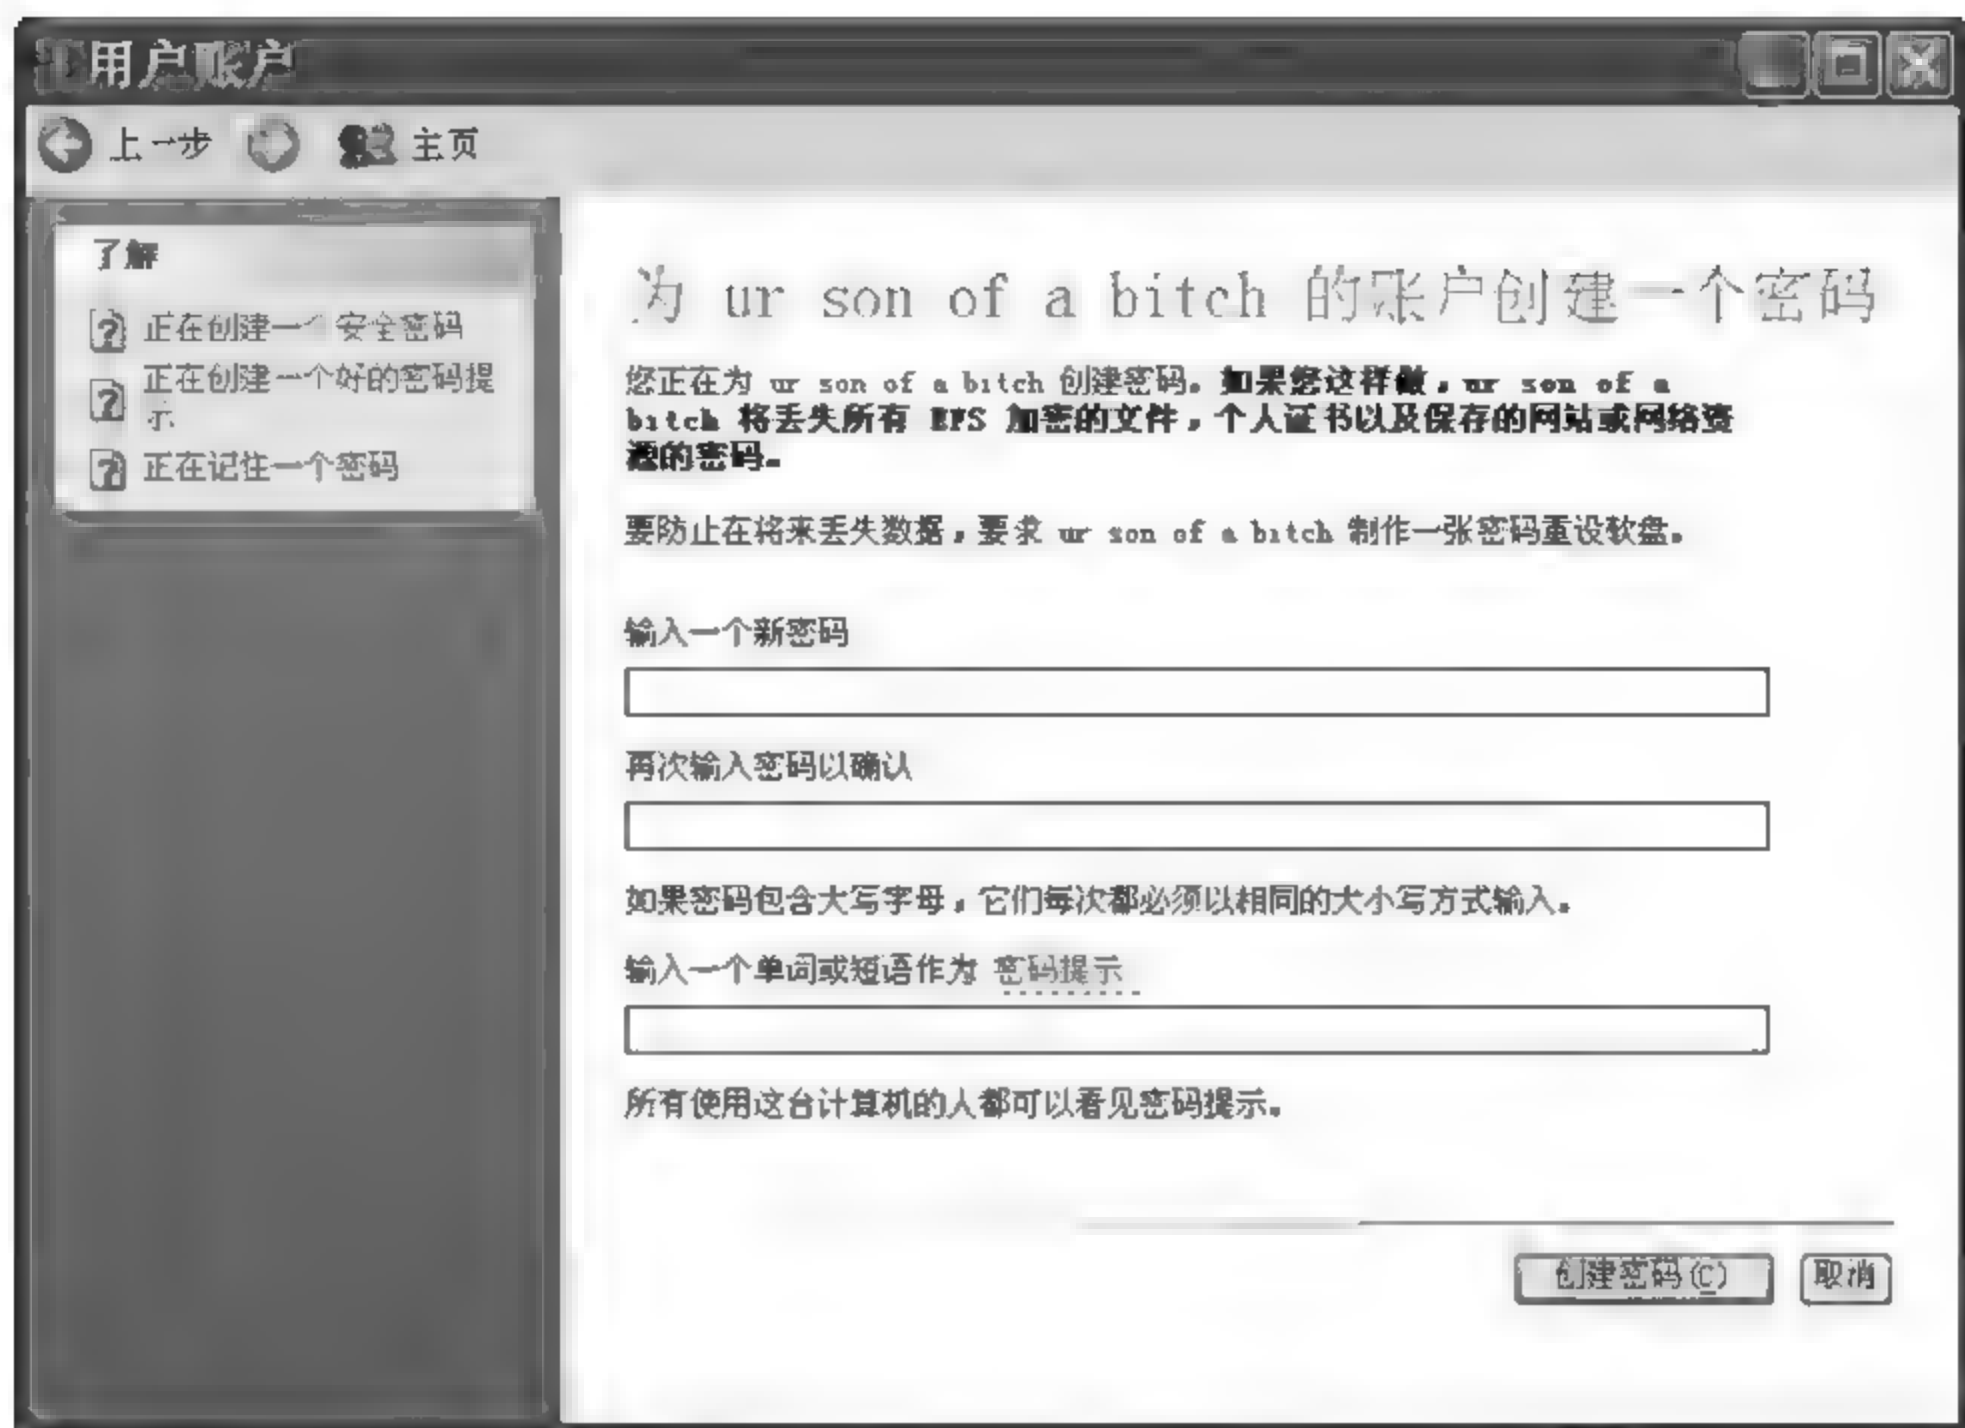 用户账户
上一步 主页
了解
正在创建一个安全密码
正在创建一个好的密码提
示
正在记住一个密码
为 ur son of a bitch 的账户创建一个密码
您正在为 ur son of a bitch 创建密码。如果您这样做，ur son of a
bitch 将丢失所有 EFS 加密的文件，个人证书以及保存的网站或网络资
源的密码。
要防止在将来丢失数据，要求 ur son of a bitch 制作一张密码重设软盘。
输入一个新密码
再次输入密码以确认
如果密码包含大写字母，它们每次都必须以相同的大小写方式输入。
输入一个单词或短语作为 密码提示
所有使用这台计算机的人都可以看见密码提示。
创建密码(C) 取消